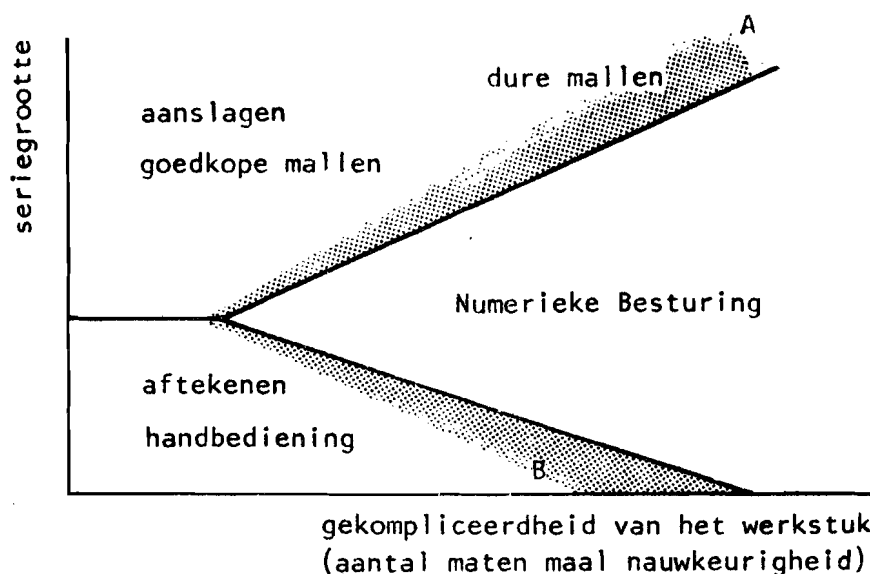 A
dure mallen
aanslagen
goedkope mallen
seriegrootte
Numerieke Besturing
aftekenen
handbediening
B
gekompliceerdheid van het werkstuk
(aantal maten maal nauwkeurigheid)